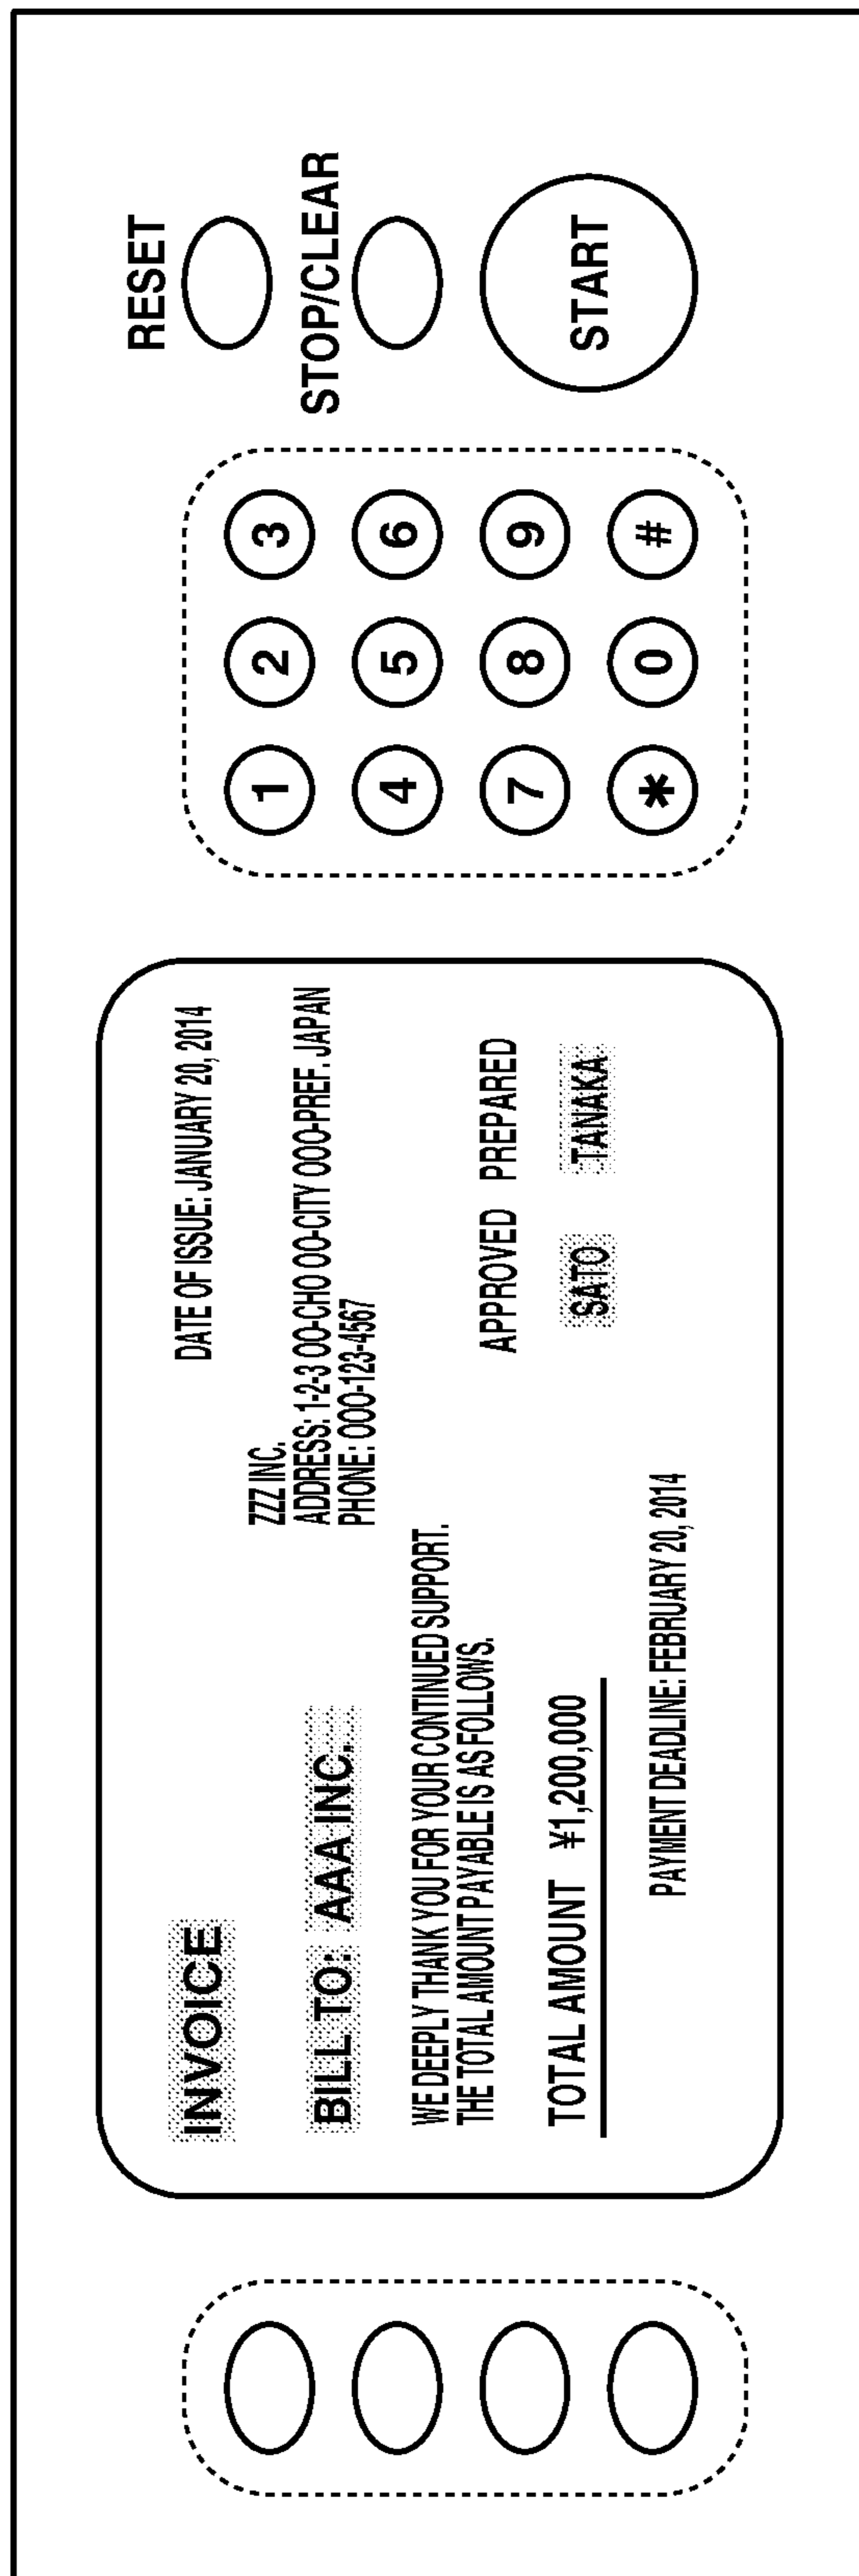 INVOICE
DATE OF ISSUE: JANUARY 20, 2014
ZZZ INC.
BILL TO: AAA INC.
ADDRESS: 1-2-3 OO-CHO OO-CITY OOO-PREF. JAPAN
PHONE: OOO-123-4567
WE DEEPLY THANK YOU FOR YOUR CONTINUED SUPPORT.
THE TOTAL AMOUNT PAYABLE IS AS FOLLOWS.
APPROVED PREPARED
TOTAL AMOUNT ¥1,200,000
SATO TANAKA
PAYMENT DEADLINE: FEBRUARY 20, 2014
1 2 3
4 5 6
7 8 9
* 0 #
RESET
STOP/CLEAR
START